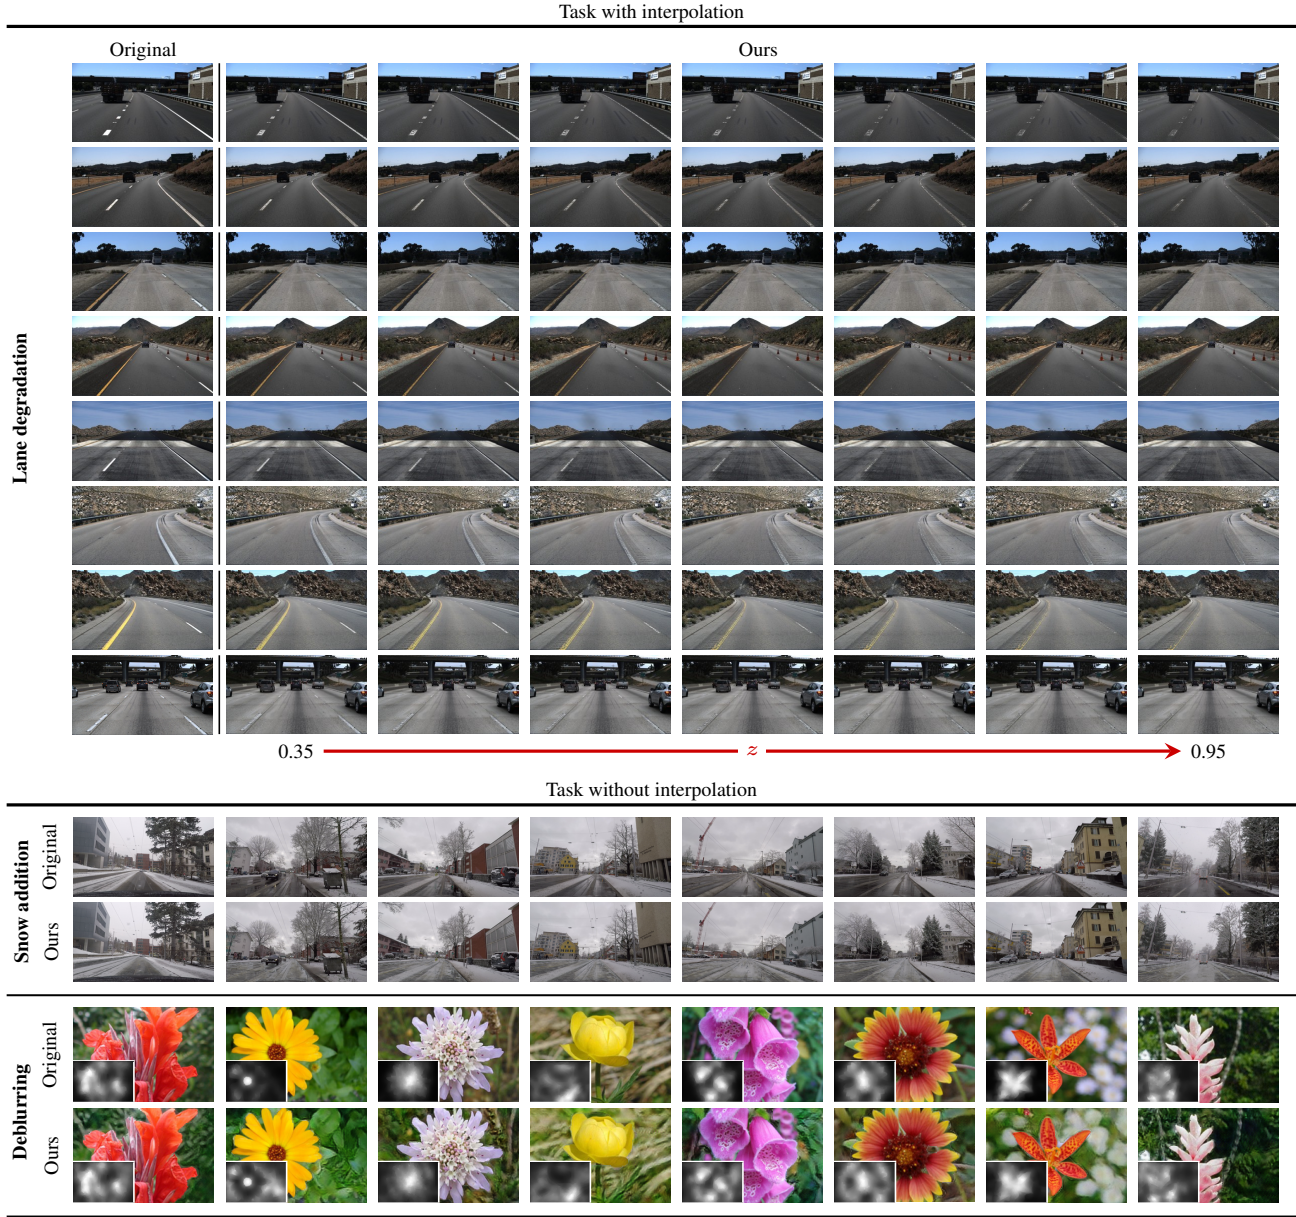 Task with interpolation
Original
Ours
Lane degradation
0.35
z
0.95
Task without interpolation
Snow addition
Original
Ours
Deblurring
Original
Ours